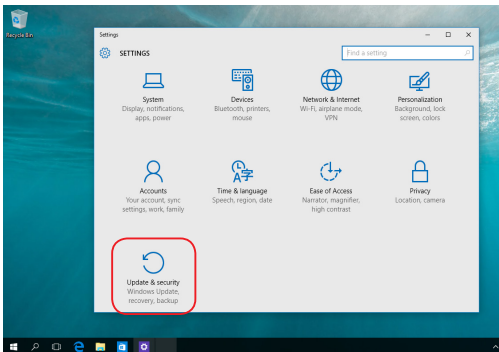 Recycle Bin
Settings
SETTINGS
Find a setting
System
Display, notifications,
apps, power
Devices
Bluetooth, printers,
mouse
Network & Internet
Wi-Fi, airplane mode,
VPN
Personalization
Background, lock
screen, colors
Accounts
Your account, sync
settings, work, family
Time & language
Speech, region, date
Ease of Access
Narrator, magnifier,
high contrast
Privacy
Location, camera
Update & security
Windows Update,
recovery, backup